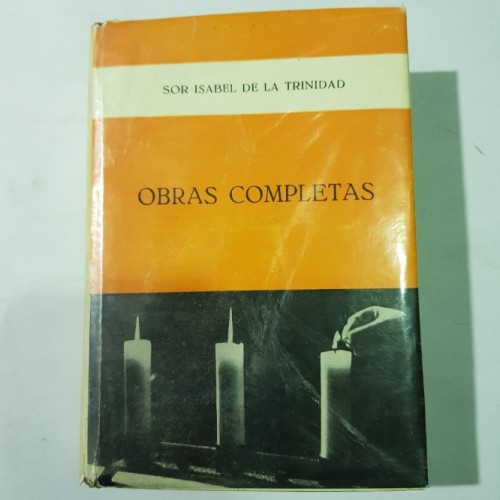 SOR ISABEL DE LA TRINIDAD
OBRAS COMPLETAS